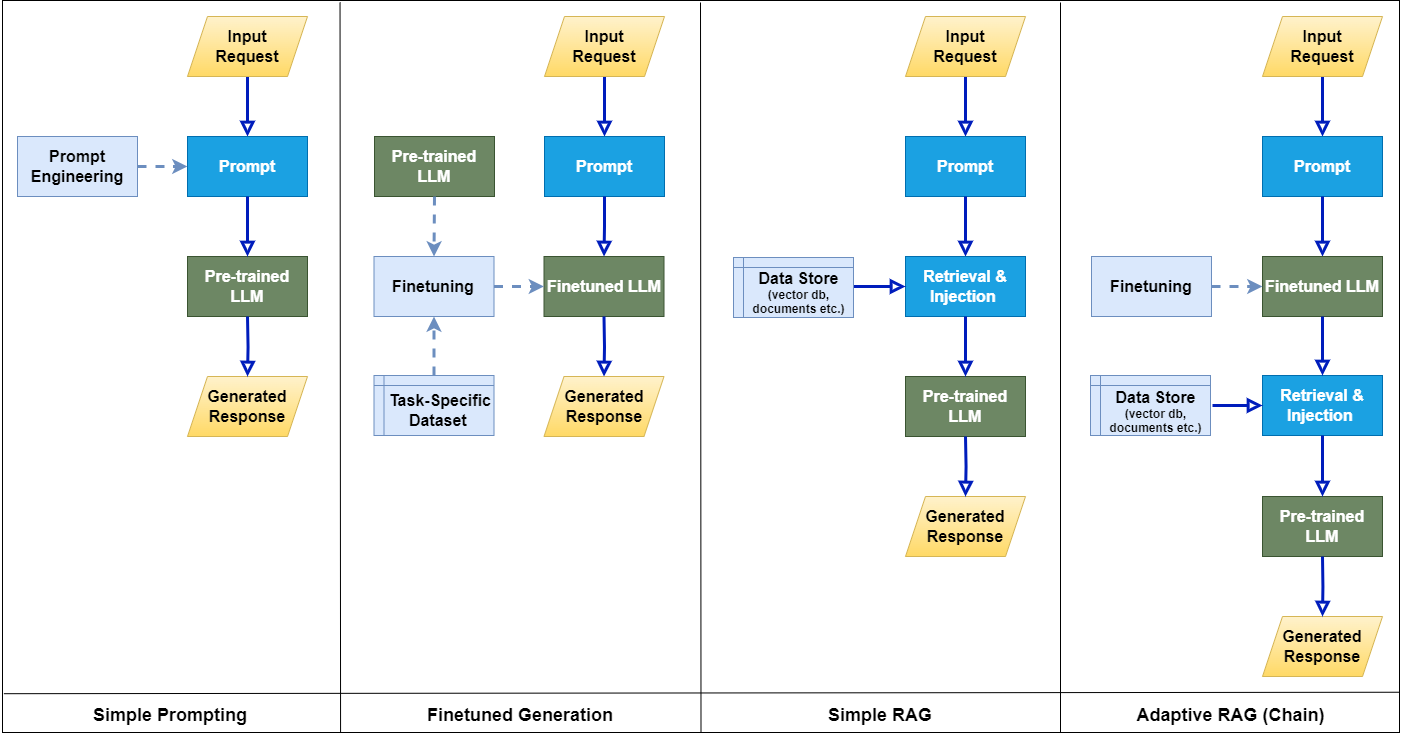 Input
Request
Prompt
Engineering
Prompt
Pre-trained
LLM
Generated
Response
Simple Prompting
Input
Request
Pre-trained
LLM
Prompt
Finetuning
Finetuned LLM
Task-Specific
Dataset
Generated
Response
Finetuned Generation
Input
Request
Prompt
Data Store
(vector db,
documents etc.)
Retrieval &
Injection
Pre-trained
LLM
Generated
Response
Simple RAG
Input
Request
Prompt
Finetuning
Finetuned LLM
Data Store
(vector db,
documents etc.)
Retrieval &
Injection
Pre-trained
LLM
Generated
Response
Adaptive RAG (Chain)